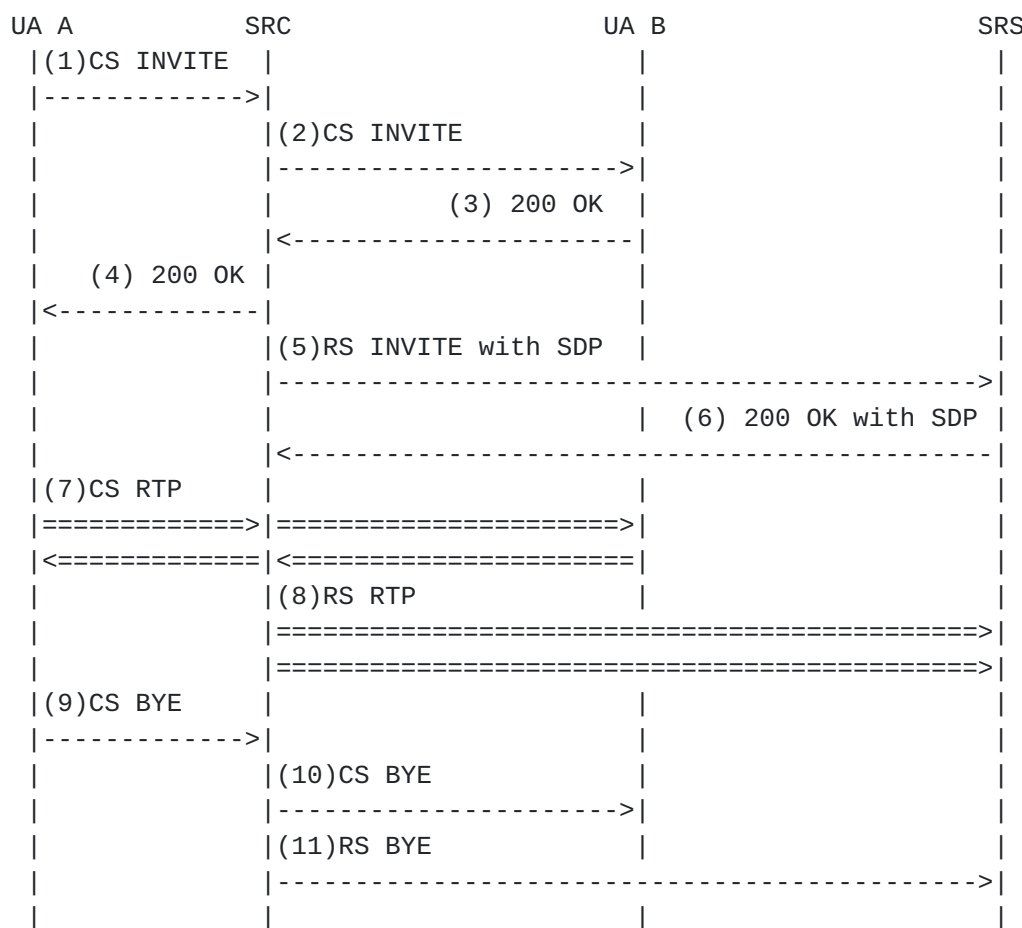 UA A SRC UA B SRS
|(1)CS INVITE | | |
|------------->| | |
| |(2)CS INVITE | |
| |---------------------->| |
| | (3) 200 OK | |
| |<----------------------| |
| (4) 200 OK | | |
|<-------------| | |
| |(5)RS INVITE with SDP | |
| |--------------------------------------------->|
| | | (6) 200 OK with SDP |
| |<---------------------------------------------|
|(7)CS RTP | | |
|=============>|======================>| |
|<=============|<======================| |
| |(8)RS RTP | |
| |=============================================>|
| |=============================================>|
|(9)CS BYE | | |
|------------->| | |
| |(10)CS BYE | |
| |---------------------->| |
| |(11)RS BYE | |
| |--------------------------------------------->|
| | | |